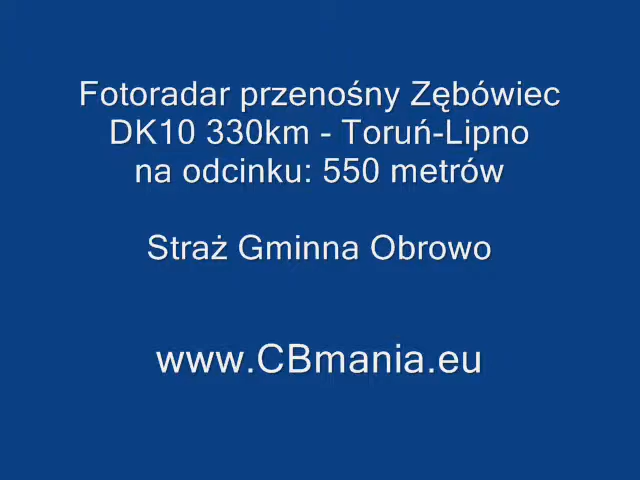 Fotoradar przenośny Zębówiec
DK10 330km - Toruń-Lipno
na odcinku: 550 metrów
Straż Gminna Obrowo
www.CBmania.eu